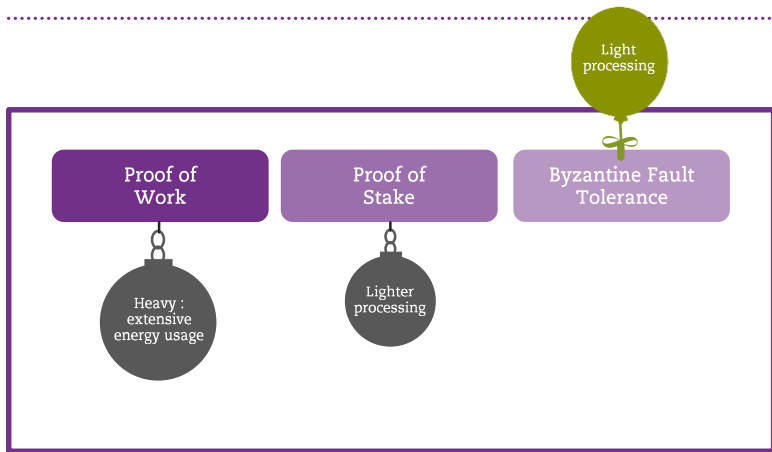 Light
processing
Proof of
Work
Proof of
Stake
Byzantine Fault
Tolerance
Heavy :
extensive
energy usage
Lighter
processing